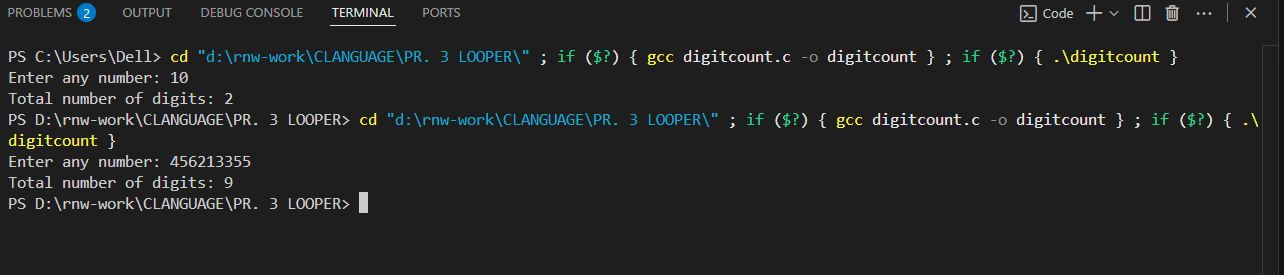 PROBLEMS 2 OUTPUT DEBUG CONSOLE TERMINAL PORTS Code
PS C:\Users\Dell> cd "d:\rnw-work\CLANGUAGE\PR. 3 LOOPER\" ; if ($?) { gcc digitcount.c -o digitcount } ; if ($?) { .\digitcount }
Enter any number: 10
Total number of digits: 2
PS D:\rnw-work\CLANGUAGE\PR. 3 LOOPER> cd "d:\rnw-work\CLANGUAGE\PR. 3 LOOPER\" ; if ($?) { gcc digitcount.c -o digitcount } ; if ($?) { .\
digitcount }
Enter any number: 456213355
Total number of digits: 9
PS D:\rnw-work\CLANGUAGE\PR. 3 LOOPER>